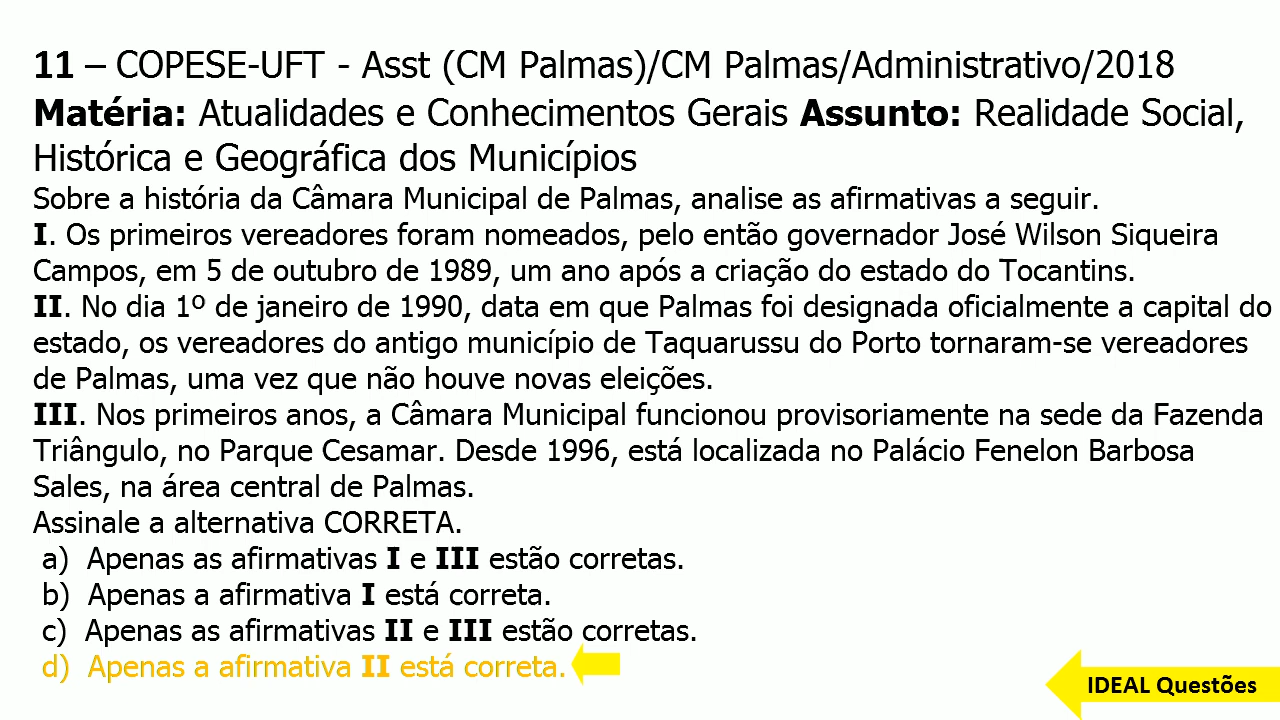 11 – COPESE-UFT - Asst (CM Palmas)/CM Palmas/Administrativo/2018
Matéria: Atualidades e Conhecimentos Gerais Assunto: Realidade Social,
Histórica e Geográfica dos Municípios
Sobre a história da Câmara Municipal de Palmas, analise as afirmativas a seguir.
I. Os primeiros vereadores foram nomeados, pelo então governador José Wilson Siqueira
Campos, em 5 de outubro de 1989, um ano após a criação do estado do Tocantins.
II. No dia 1º de janeiro de 1990, data em que Palmas foi designada oficialmente a capital do
estado, os vereadores do antigo município de Taquarussu do Porto tornaram-se vereadores
de Palmas, uma vez que não houve novas eleições.
III. Nos primeiros anos, a Câmara Municipal funcionou provisoriamente na sede da Fazenda
Triângulo, no Parque Cesamar. Desde 1996, está localizada no Palácio Fenelon Barbosa
Sales, na área central de Palmas.
Assinale a alternativa CORRETA.
a) Apenas as afirmativas I e III estão corretas.
b) Apenas a afirmativa I está correta.
c) Apenas as afirmativas II e III estão corretas.
d) Apenas a afirmativa II está correta.
IDEAL Questões